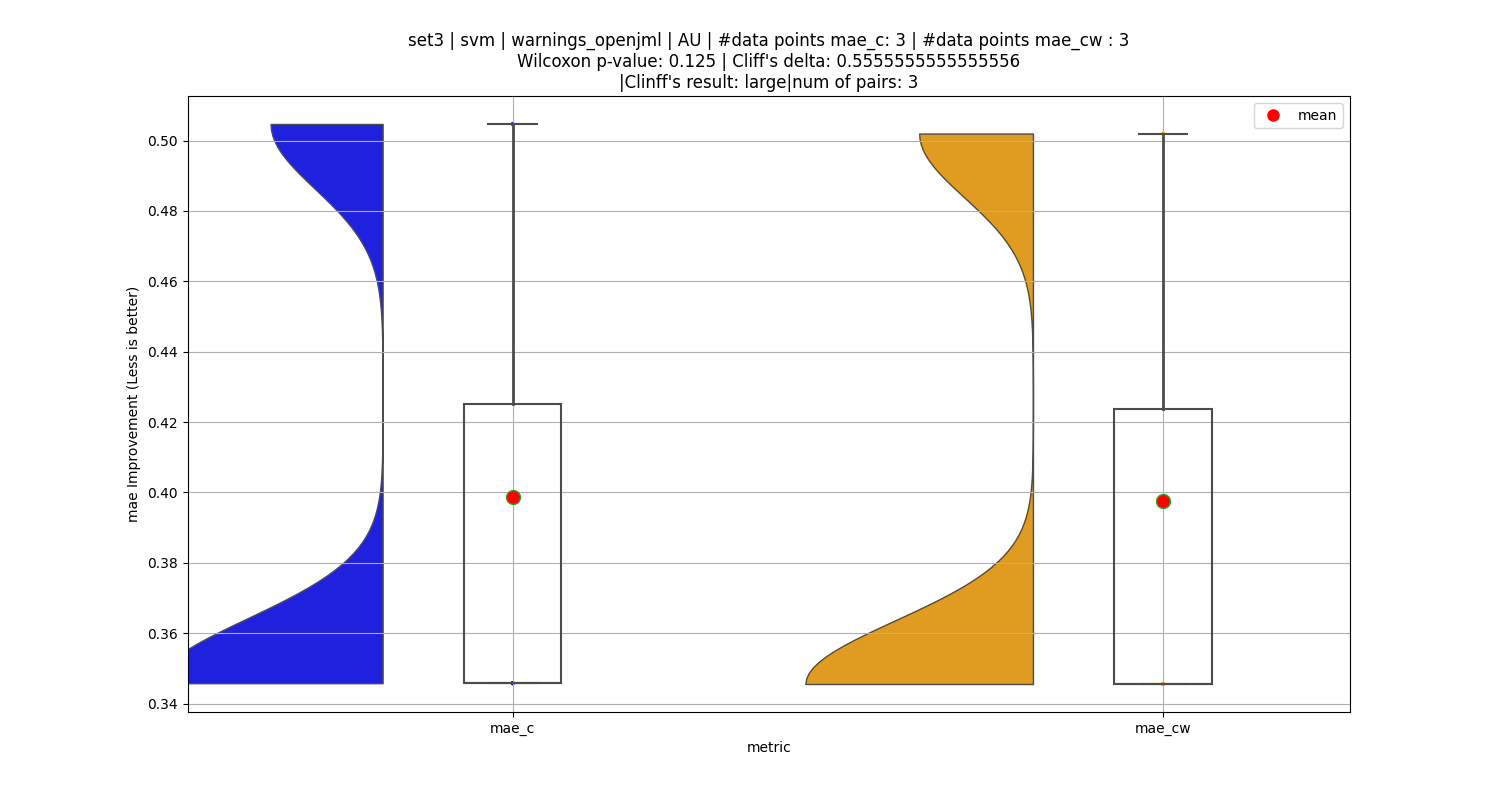 set3 | svm | warnings_openjml | AU | #data points mae_c: 3 | #data points mae_cw : 3
Wilcoxon p-value: 0.125 | Cliff's delta: 0.5555555555555556
|Clinff's result: large|num of pairs: 3
mean
mae Improvement (Less is better)
0.50
0.48
0.46
0.44
0.42
0.40
0.38
0.36
0.34
mae_c
mae_cw
metric